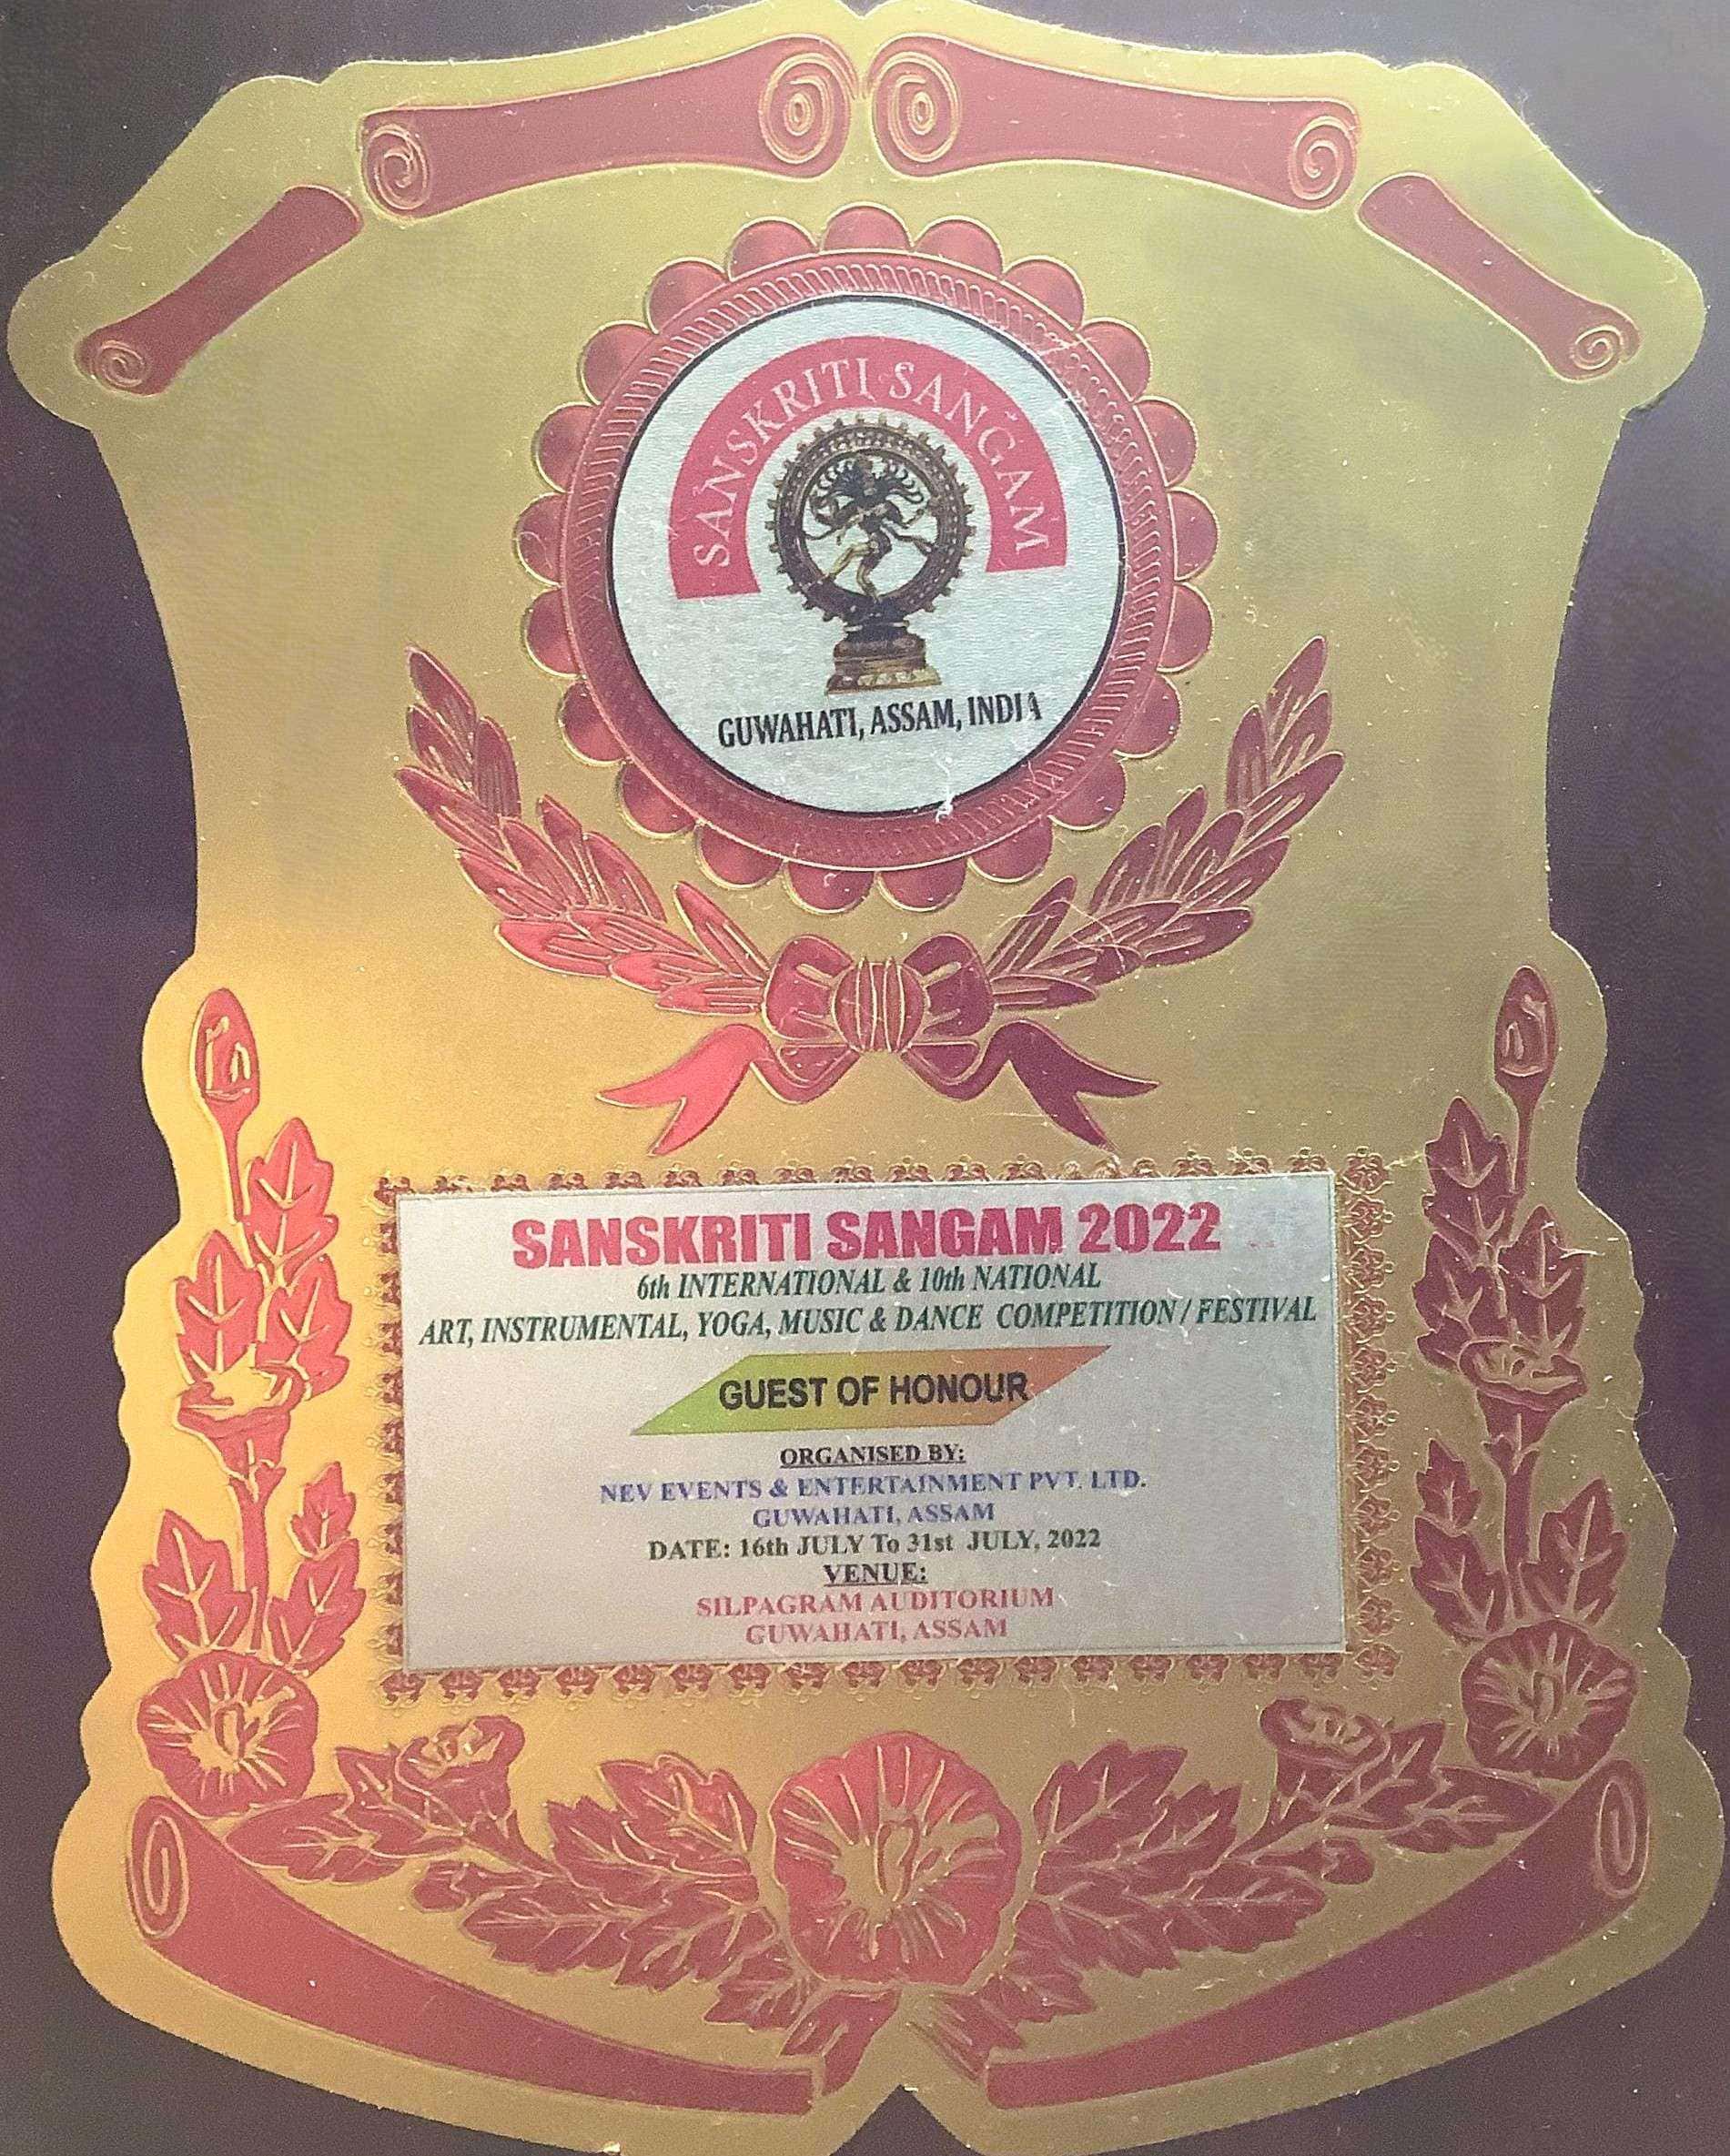 SANSKRITI SANGAM
GUWAHATI, ASSAM, INDIA
SANSKRITI SANGAM 2022
6th INTERNATIONAL & 10th NATIONAL
ART, INSTRUMENTAL, YOGA, MUSIC & DANCE COMPETITION / FESTIVAL
GUEST OF HONOUR
ORGANISED BY:
NEV EVENTS & ENTERTAINMENT PVT. LTD.
GUWAHATI, ASSAM
DATE: 16th JULY To 31st JULY, 2022
VENUE:
SILPAGRAM AUDITORIUM
GUWAHATI, ASSAM